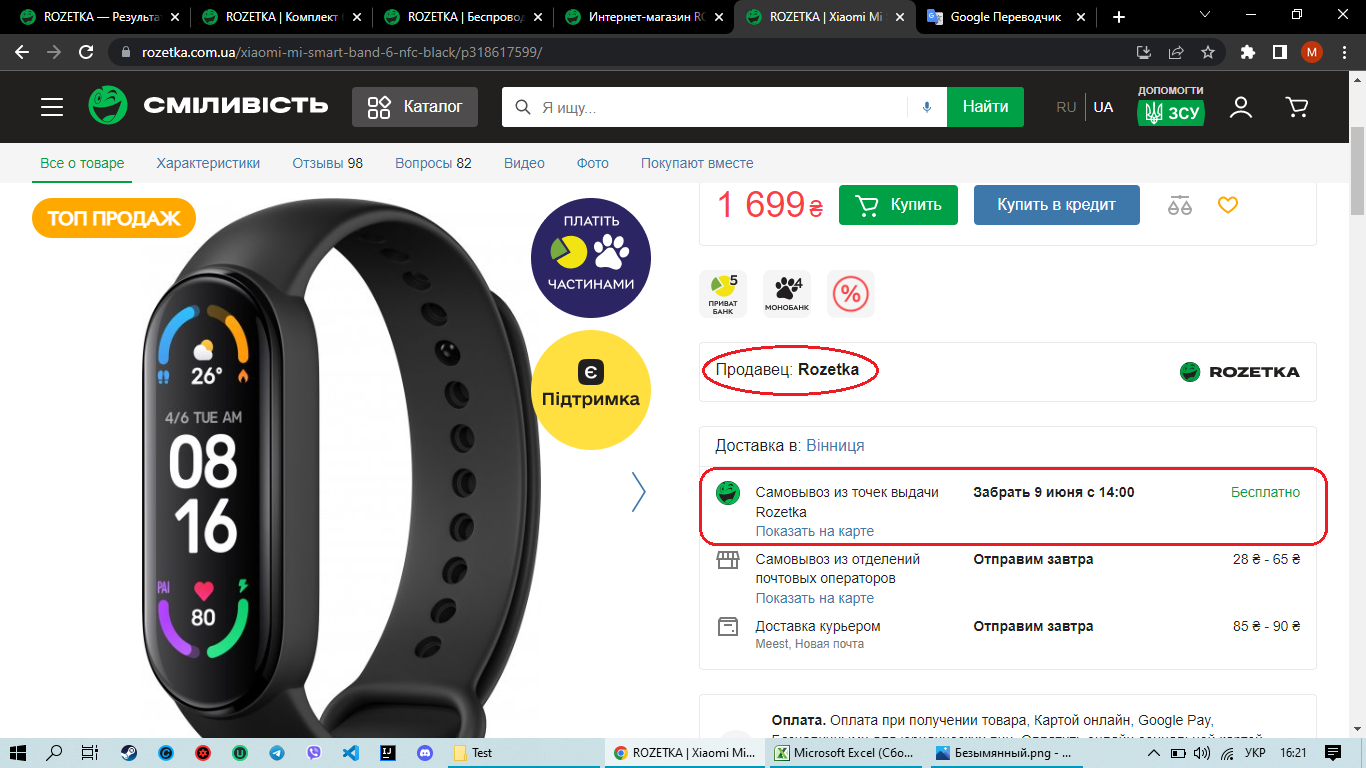 ROZETKA — Результа
ROZETKA | Комплект
ROZETKA | Беспровод
Интернет-магазин RO
ROZETKA | Xiaomi Mi
Google Переводчик
rozetka.com.ua/xiaomi-mi-smart-band-6-nfc-black/p318617599/
M
СМІЛИВІСТЬ
Каталог
Я ищу...
Найти
RU
UA
ДОПОМОГТИ
ЗСУ
Все о товаре
Характеристики
Отзывы 98
Вопросы 82
Видео
Фото
Покупают вместе
ТОП ПРОДАЖ
ПЛАТІТЬ
ЧАСТИНАМИ
є
Підтримка
26°
4/6 TUE AM
08
16
PAI
80
1 699 ₴
Купить
Купить в кредит
5
ПРИВАТ
БАНК
4
МОНОБАНК
%
Продавец: Rozetka
ROZETKA
Доставка в: Вінниця
Самовывоз из точек выдачи
Rozetka
Показать на карте
Забрать 9 июня с 14:00
Бесплатно
Самовывоз из отделений
почтовых операторов
Показать на карте
Отправим завтра
28 ₴ - 65 ₴
Доставка курьером
Meest, Новая почта
Отправим завтра
85 ₴ - 90 ₴
Оплата. Оплата при получении товара, Картой онлайн, Google Pay,
Test
ROZETKA | Xiaomi Mi...
Microsoft Excel (Сбо...
Безымянный.png - ...
УКР
16:21